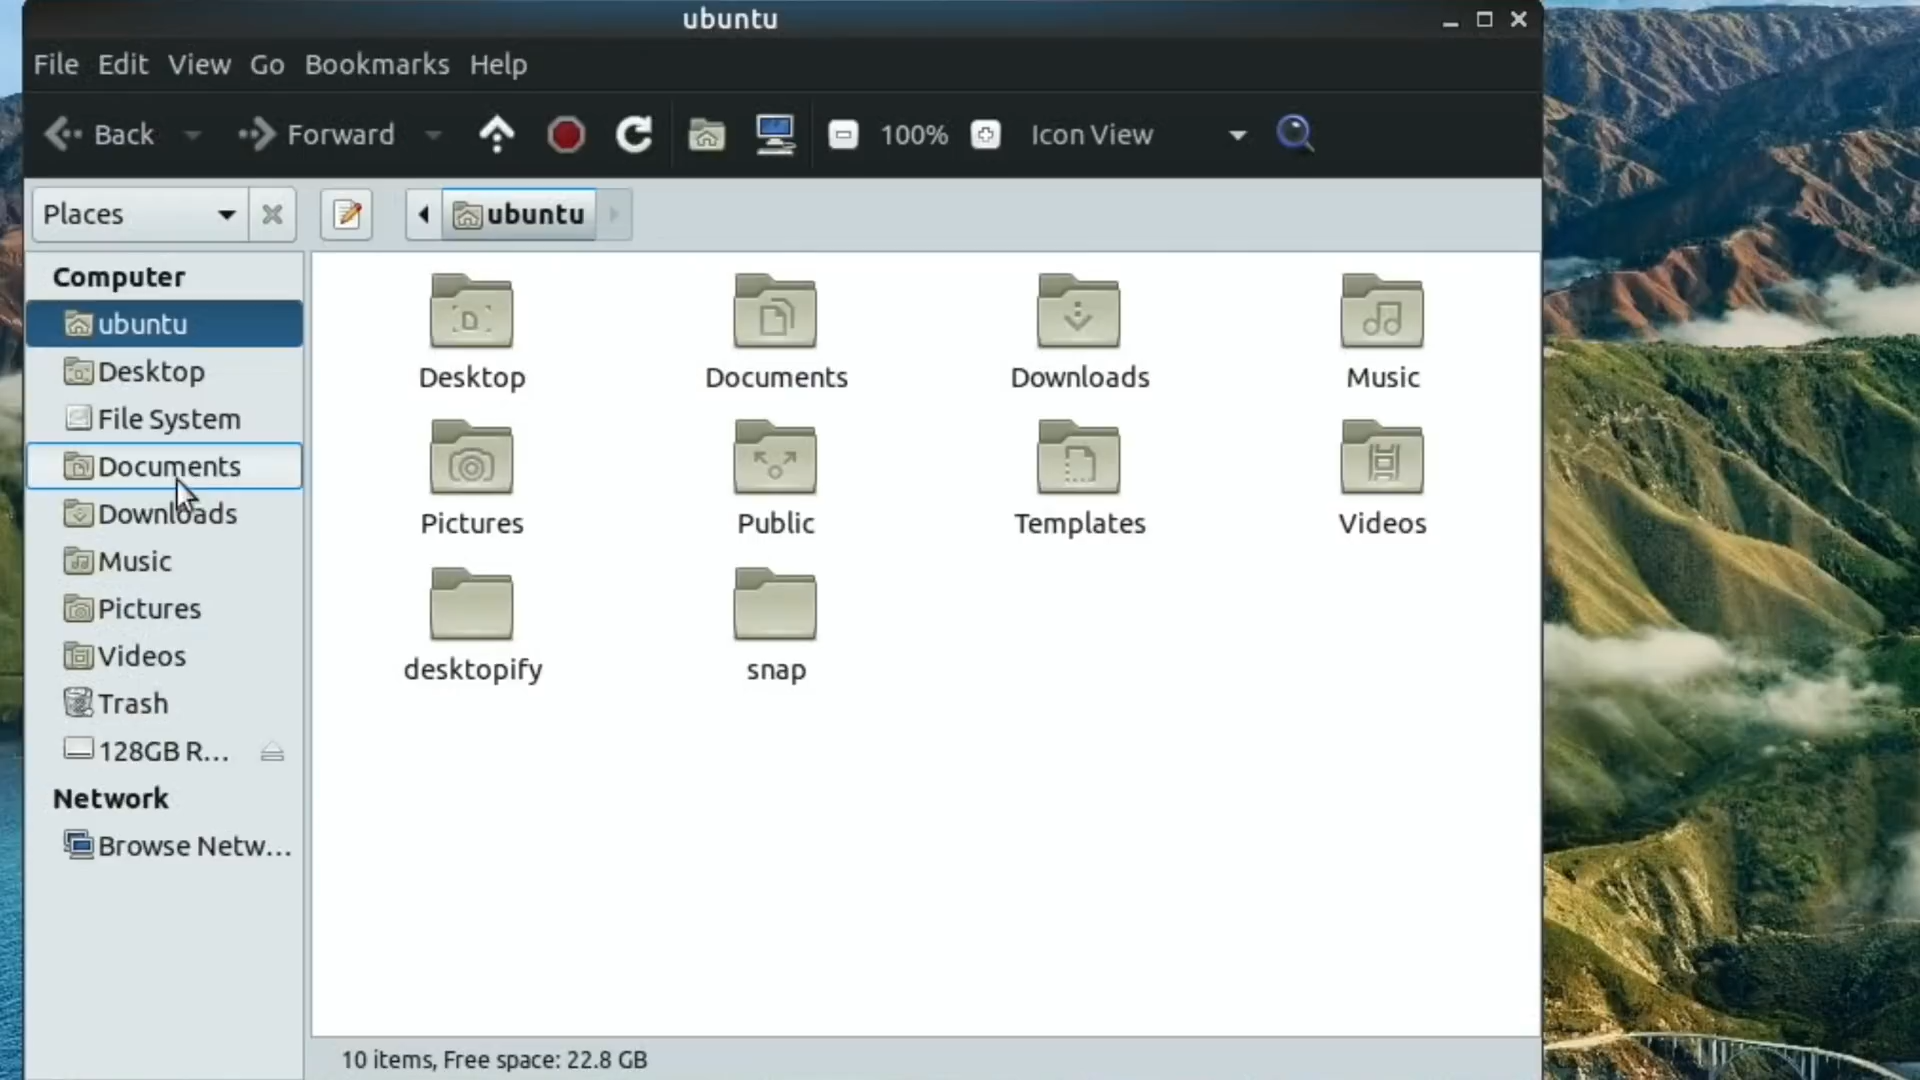 ubuntu
File Edit View Go Bookmarks Help
Back Forward 100% Icon View
Places ubuntu
Computer
ubuntu
Desktop
File System
Documents
Downloads
Music
Pictures
Videos
Trash
128GB R...
Network
Browse Netw...
Desktop Documents Downloads Music
Pictures Public Templates Videos
desktopify snap
10 items, Free space: 22.8 GB